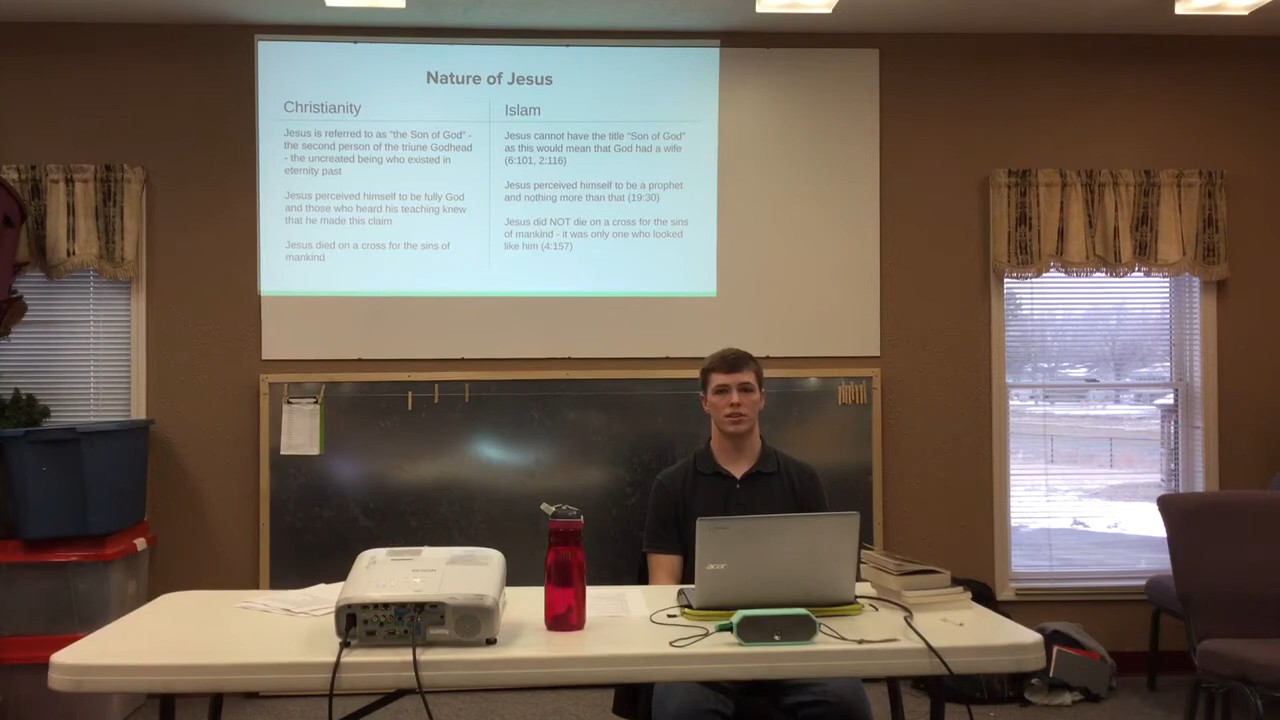 Nature of Jesus
Christianity
Jesus is referred to as "the Son of God" -
the second person of the triune Godhead
- the uncreated being who existed in
eternity past
Jesus perceived himself to be fully God
and those who heard his teaching knew
that he made this claim
Jesus died on a cross for the sins of
mankind
Islam
Jesus cannot have the title "Son of God"
as this would mean that God had a wife
(6:101, 2:116)
Jesus perceived himself to be a prophet
and nothing more than that (19:30)
Jesus did NOT die on a cross for the sins
of mankind - it was only one who looked
like him (4:157)
acer
EPSON